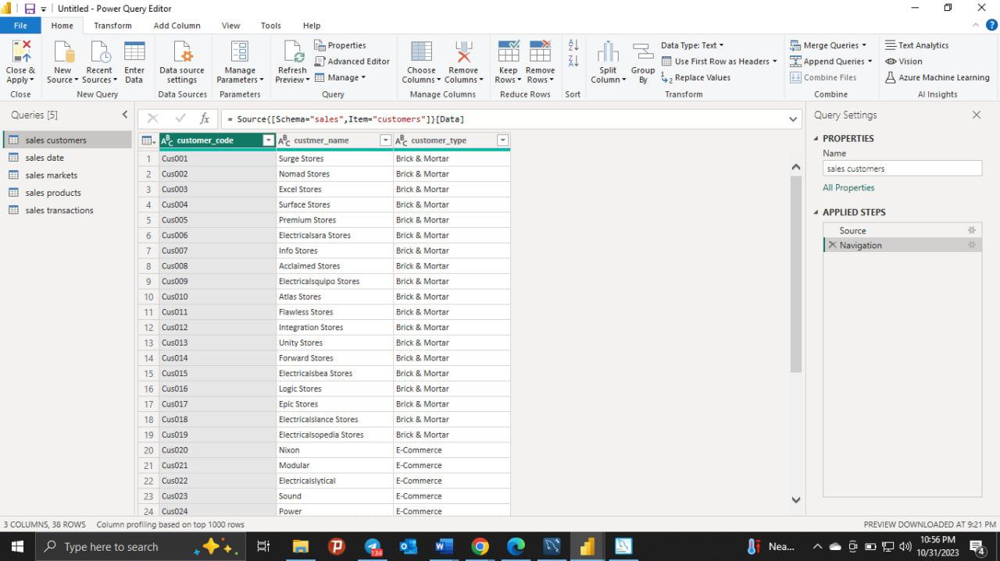 Untitled - Power Query Editor
File Home Transform Add Column View Tools Help
Close & Apply
New Source
Recent Sources
Enter Data
Data source settings
Manage Parameters
Refresh Preview
Properties
Advanced Editor
Manage
Choose Columns
Remove Columns
Keep Rows
Remove Rows
Split Column
Group By
Data Type: Text
Use First Row as Headers
Replace Values
Merge Queries
Append Queries
Combine Files
Text Analytics
Vision
Azure Machine Learning
Close New Query Data Sources Parameters Query Manage Columns Reduce Rows Sort Transform Combine AI Insights
Queries [5]
sales customers
sales date
sales markets
sales products
sales transactions
= Source{[Schema="sales",Item="customers"]}[Data]
customer_code custmer_name customer_type
1 Cus001 Surge Stores Brick & Mortar
2 Cus002 Nomad Stores Brick & Mortar
3 Cus003 Excel Stores Brick & Mortar
4 Cus004 Surface Stores Brick & Mortar
5 Cus005 Premium Stores Brick & Mortar
6 Cus006 Electricalsara Stores Brick & Mortar
7 Cus007 Info Stores Brick & Mortar
8 Cus008 Acclaimed Stores Brick & Mortar
9 Cus009 Electricalsquipo Stores Brick & Mortar
10 Cus010 Atlas Stores Brick & Mortar
11 Cus011 Flawless Stores Brick & Mortar
12 Cus012 Integration Stores Brick & Mortar
13 Cus013 Unity Stores Brick & Mortar
14 Cus014 Forward Stores Brick & Mortar
15 Cus015 Electricalsbea Stores Brick & Mortar
16 Cus016 Logic Stores Brick & Mortar
17 Cus017 Epic Stores Brick & Mortar
18 Cus018 Electricalslance Stores Brick & Mortar
19 Cus019 Electricalsopedia Stores Brick & Mortar
20 Cus020 Nixon E-Commerce
21 Cus021 Modular E-Commerce
22 Cus022 Electricalslytical E-Commerce
23 Cus023 Sound E-Commerce
24 Cus024 Power E-Commerce
Query Settings
PROPERTIES
Name
sales customers
All Properties
APPLIED STEPS
Source
Navigation
3 COLUMNS, 38 ROWS Column profiling based on top 1000 rows
PREVIEW DOWNLOADED AT 9:21 PM
Type here to search
134
Nea...
10:56 PM
10/31/2023
4